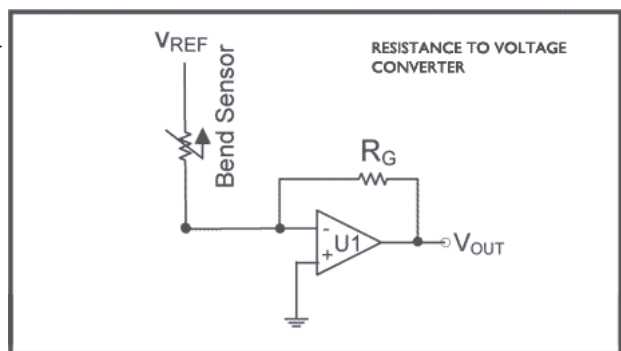 VREF
RESISTANCE TO VOLTAGE
CONVERTER
Bend Sensor
RG
-
U1
+
VOUT